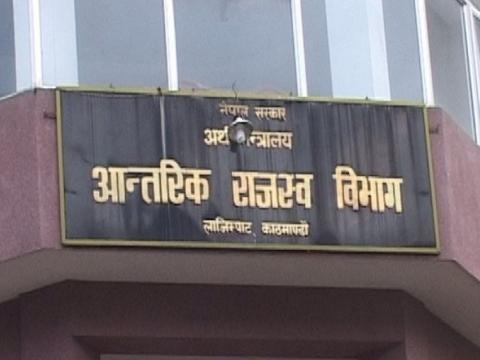 नेपाल सरकार
अर्थ मन्त्रालय
आन्तरिक राजस्व विभाग
लाजिम्पाट, काठमाण्डौं